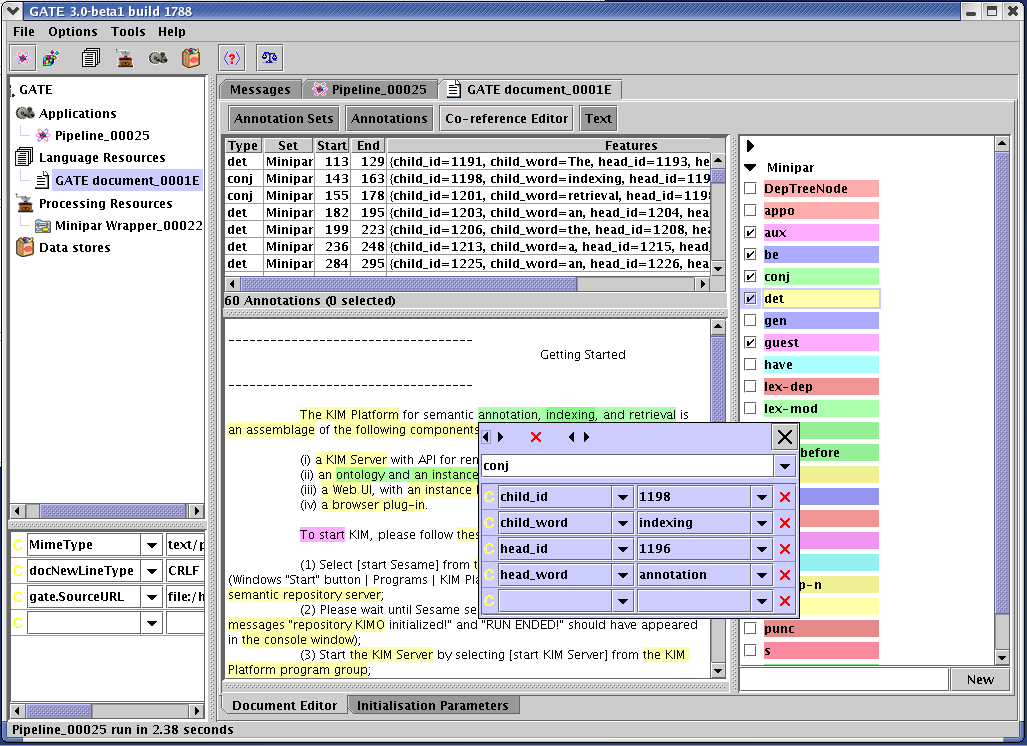 GATE 3.0-beta1 build 1788
File Options Tools Help
GATE
Applications
Pipeline_00025
Language Resources
GATE document_0001E
Processing Resources
Minipar Wrapper_00022
Data stores
MimeType text/p
docNewLineType CRLF
gate.SourceURL file:/h
Messages Pipeline_00025 GATE document_0001E
Annotation Sets Annotations Co-reference Editor Text
Type Set Start End Features
det Minipar 113 129 {child_id=1191, child_word=The, head_id=1193, he
conj Minipar 143 163 {child_id=1198, child_word=indexing, head_id=119
conj Minipar 155 178 {child_id=1201, child_word=retrieval, head_id=119
det Minipar 182 195 {child_id=1203, child_word=an, head_id=1204, hea
det Minipar 199 223 {child_id=1206, child_word=the, head_id=1208, he
det Minipar 236 248 {child_id=1213, child_word=a, head_id=1215, head_
det Minipar 284 295 {child_id=1225, child_word=an, head_id=1226, hea
60 Annotations (0 selected)
-----------------------------------
Getting Started
-----------------------------------
The KIM Platform for semantic annotation, indexing, and retrieval is
an assemblage of the following components
(i) a KIM Server with API for rem
(ii) an ontology and an instance
(iii) a Web UI, with an instance
(iv) a browser plug-in.
To start KIM, please follow thes
(1) Select [start Sesame] from t
(Windows "Start" button | Programs | KIM Pla
semantic repository server;
(2) Please wait until Sesame se
messages "repository KIMO initialized!" and "RUN ENDED!" should have appeared
in the console window);
(3) Start the KIM Server by selecting [start KIM Server] from the KIM
Platform program group;
conj
C child_id 1198
C child_word indexing
C head_id 1196
C head_word annotation
C
Minipar
DepTreeNode
appo
aux
be
conj
det
gen
guest
have
lex-dep
lex-mod
before
p-n
punc
s
New
Document Editor Initialisation Parameters
Pipeline_00025 run in 2.38 seconds